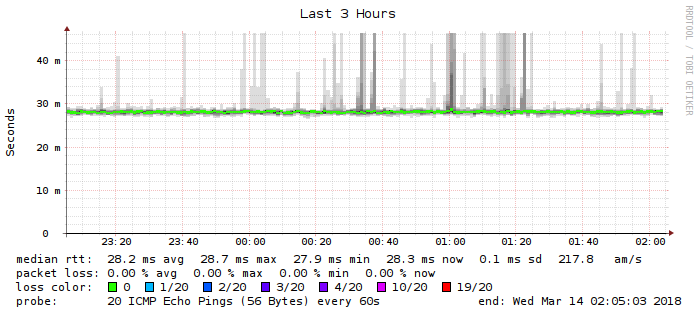 Last 3 Hours
RRDTOOL / TOBI OETIKER
Seconds
40 m
30 m
20 m
10 m
0
23:20 23:40 00:00 00:20 00:40 01:00 01:20 01:40 02:00
median rtt: 28.2 ms avg 28.7 ms max 27.9 ms min 28.3 ms now 0.1 ms sd 217.8 am/s
packet loss: 0.00 % avg 0.00 % max 0.00 % min 0.00 % now
loss color: 0 1/20 2/20 3/20 4/20 10/20 19/20
probe: 20 ICMP Echo Pings (56 Bytes) every 60s end: Wed Mar 14 02:05:03 2018